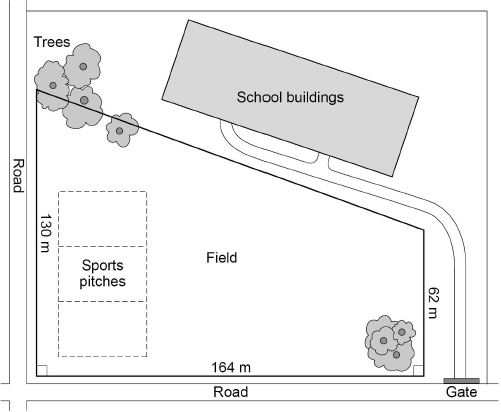 Trees
School buildings
Road
130 m
Sports
pitches
Field
62 m
164 m
Road
Gate